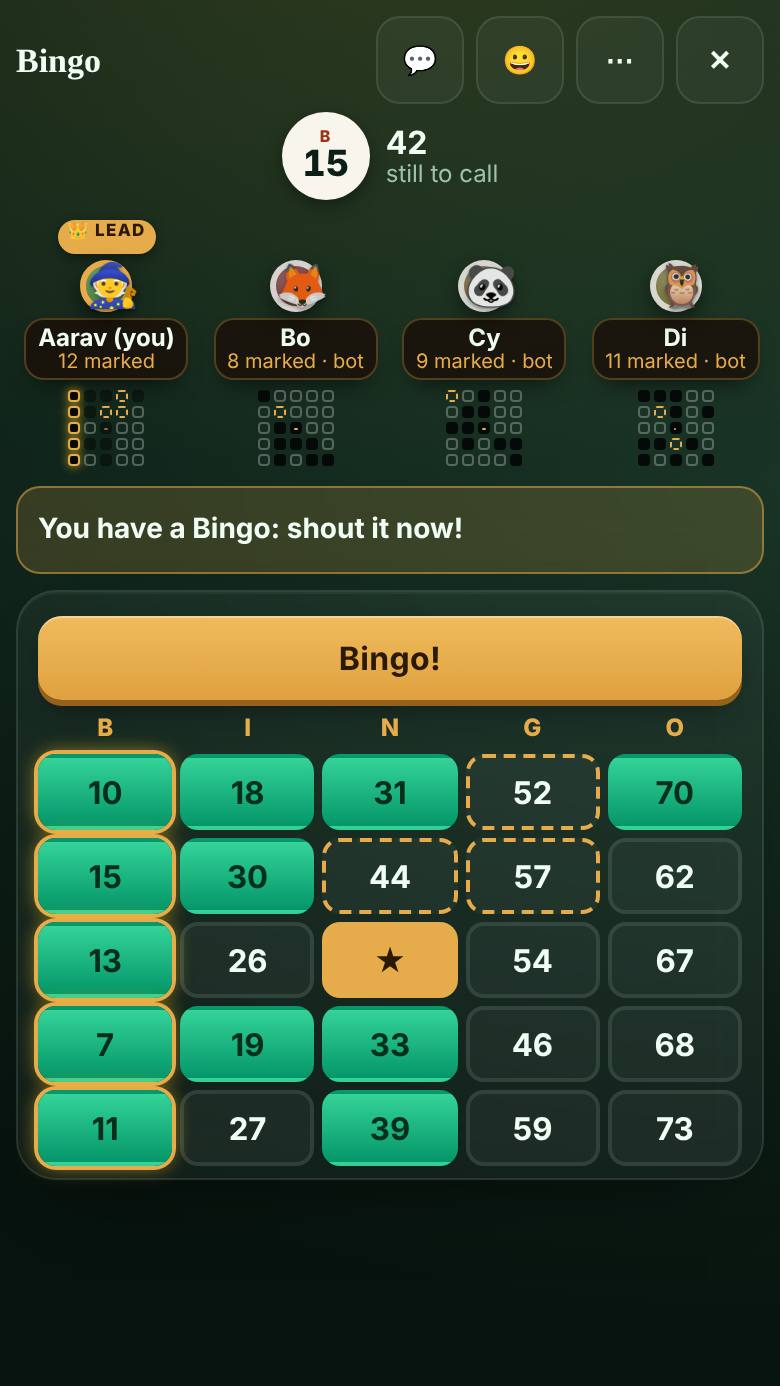 Bingo
B
15
42
still to call
LEAD
Aarav (you)
12 marked
Bo
8 marked · bot
Cy
9 marked · bot
Di
11 marked · bot
You have a Bingo: shout it now!
Bingo!
B I N G O
10 18 31 52 70
15 30 44 57 62
13 26 ★ 54 67
7 19 33 46 68
11 27 39 59 73